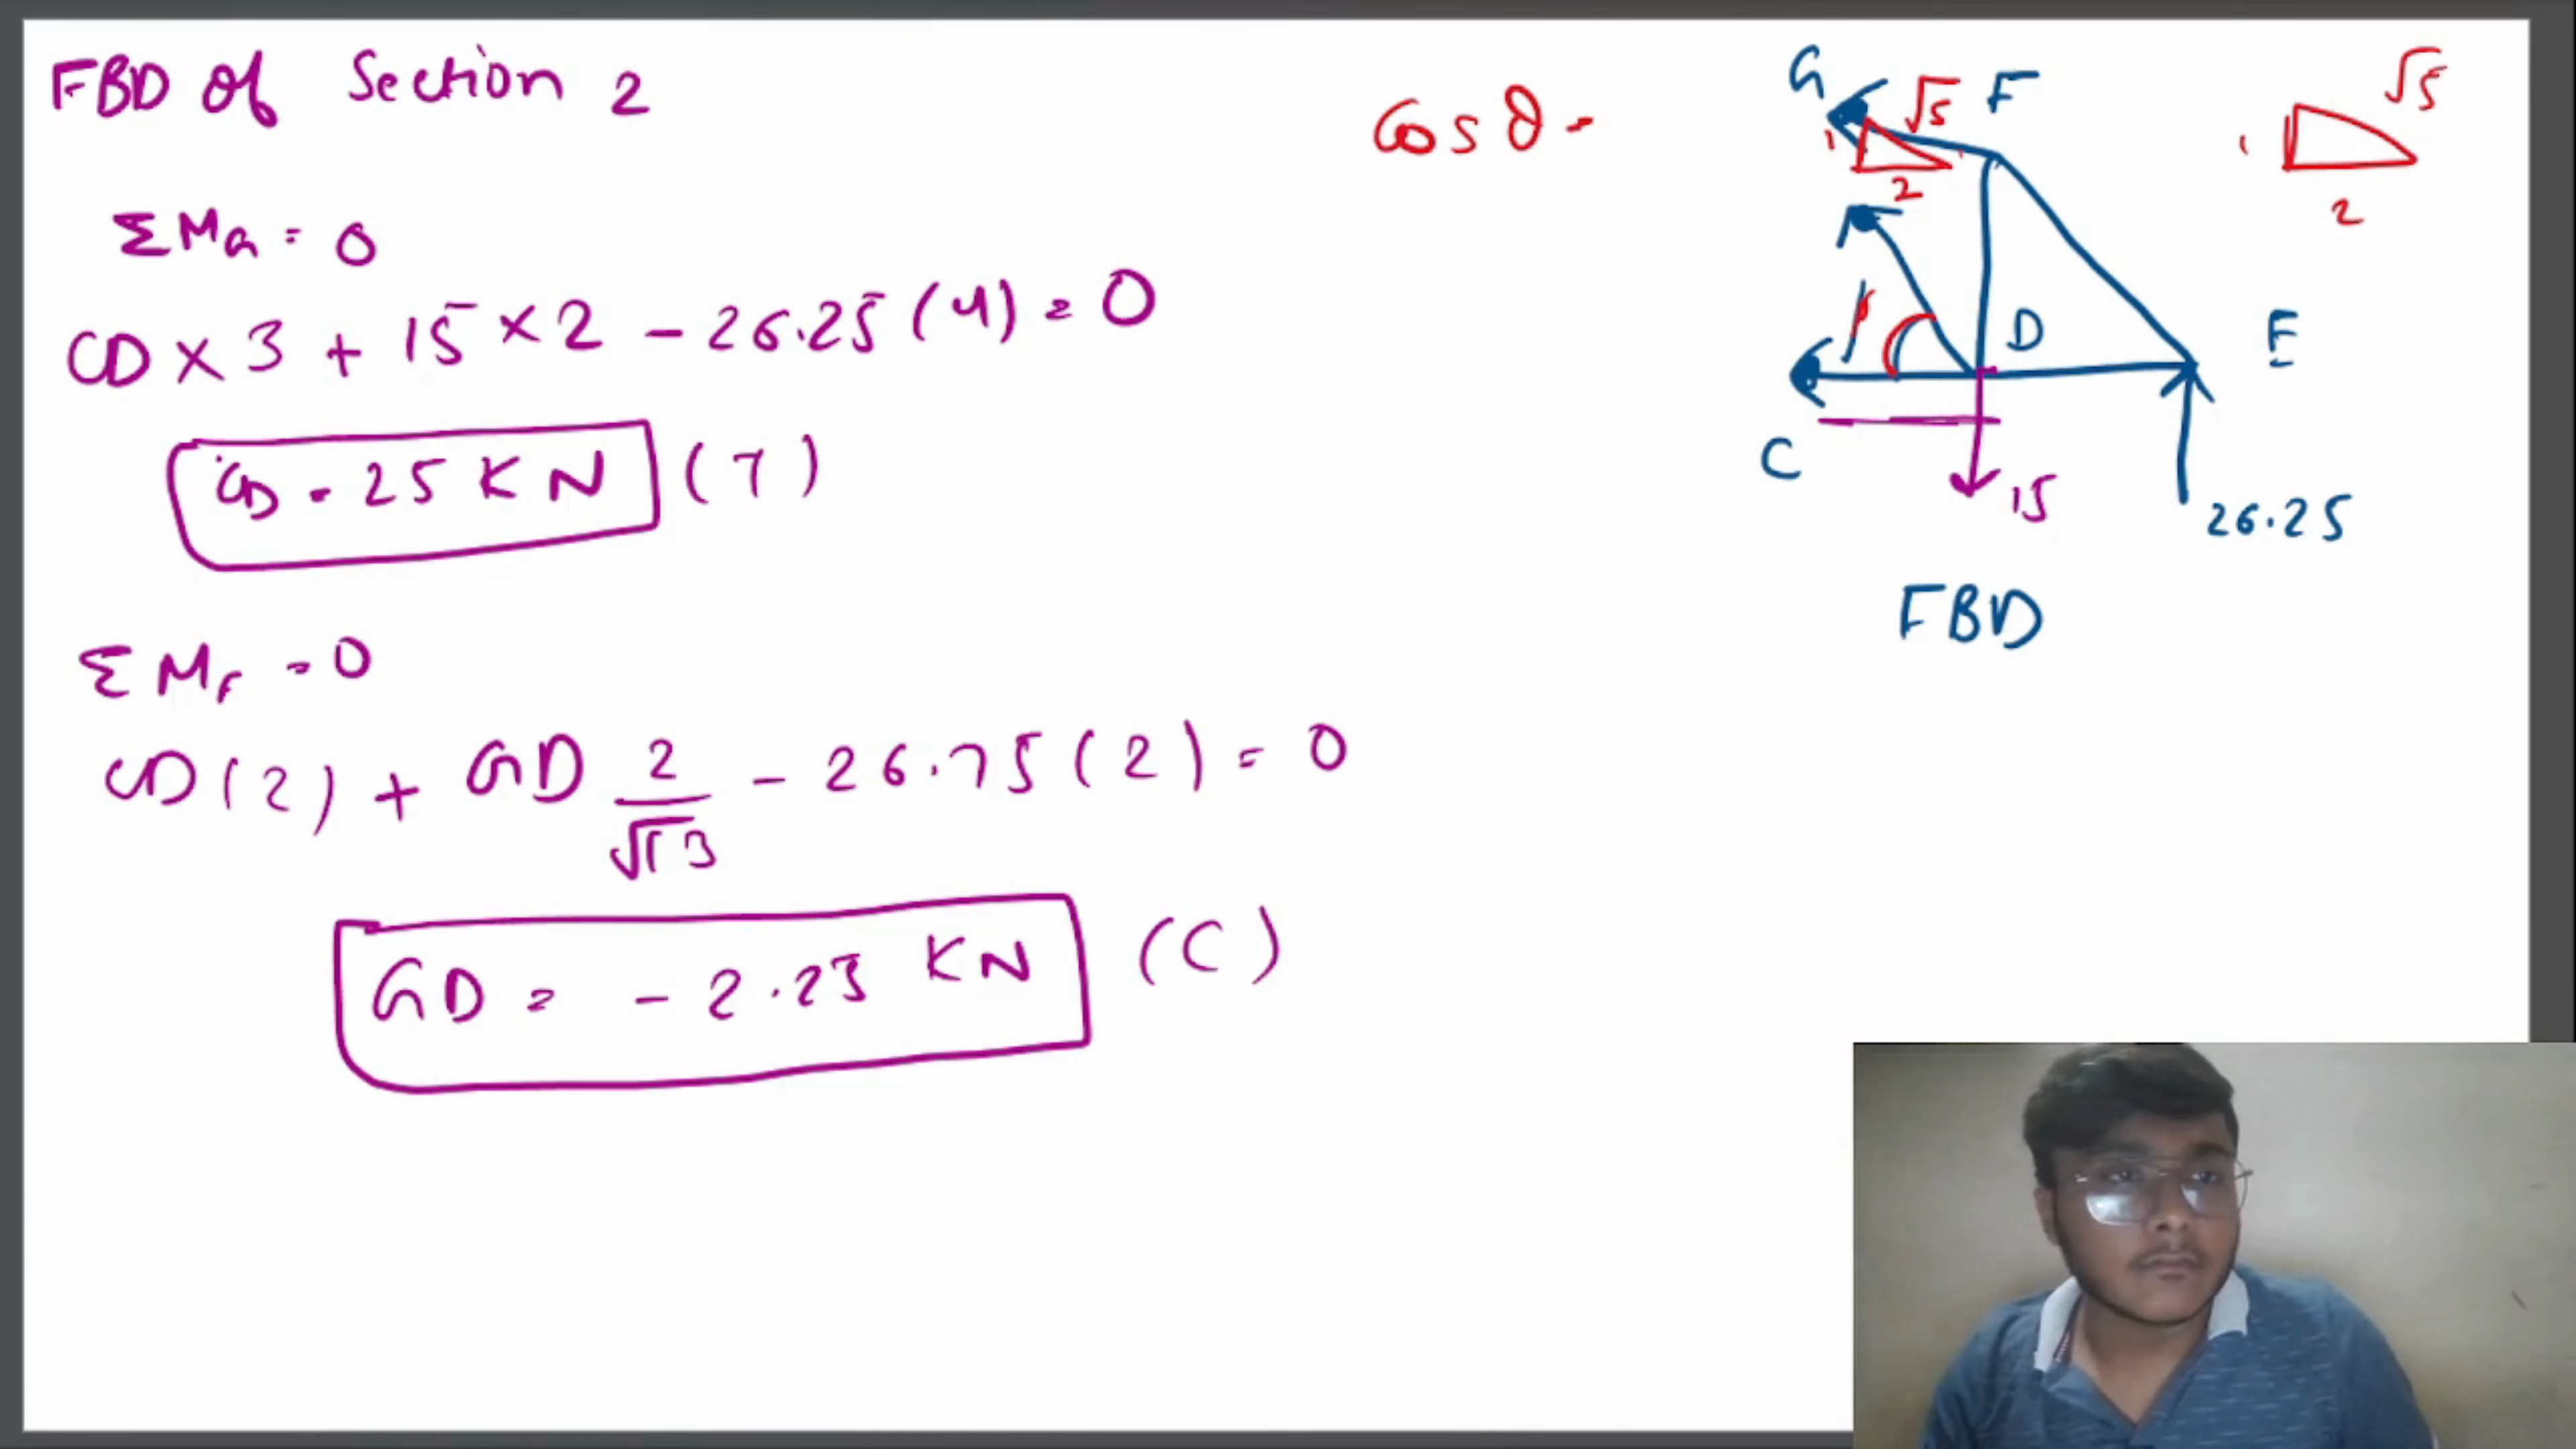 FBD of Section 2
ΣM_G = 0
CD × 3 + 15 × 2 - 26.25 (4) = 0
CD = 25 KN (T)
ΣM_F = 0
CD (2) + GD 2/√13 - 26.75 (2) = 0
GD = - 2.23 KN (C)
Cos θ =
G
√5
F
1
2
√5
1
2
β
D
E
C
15
26.25
FBD